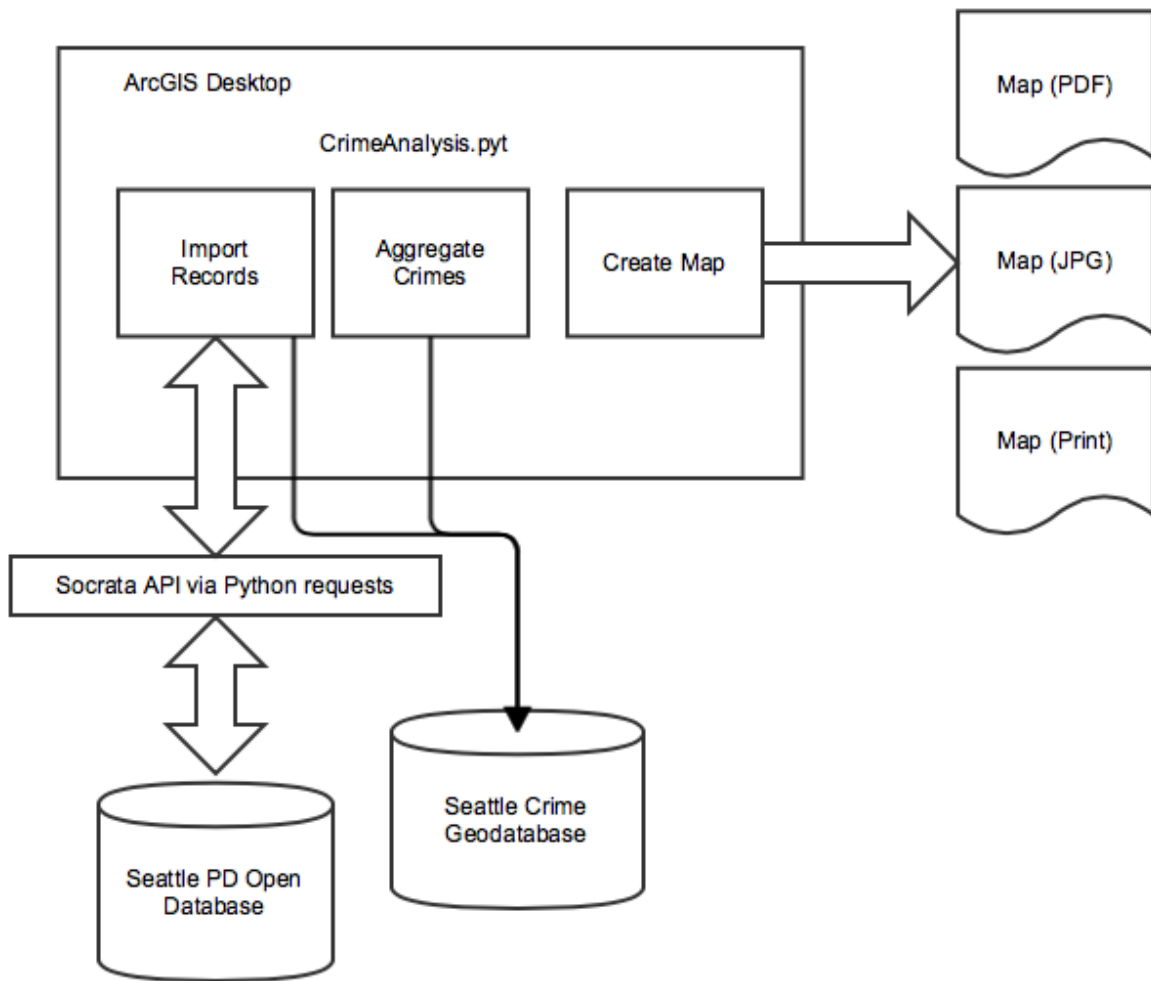 ArcGIS Desktop
CrimeAnalysis.pyt
Import
Records
Aggregate
Crimes
Create Map
Map (PDF)
Map (JPG)
Map (Print)
Socrata API via Python requests
Seattle Crime
Geodatabase
Seattle PD Open
Database